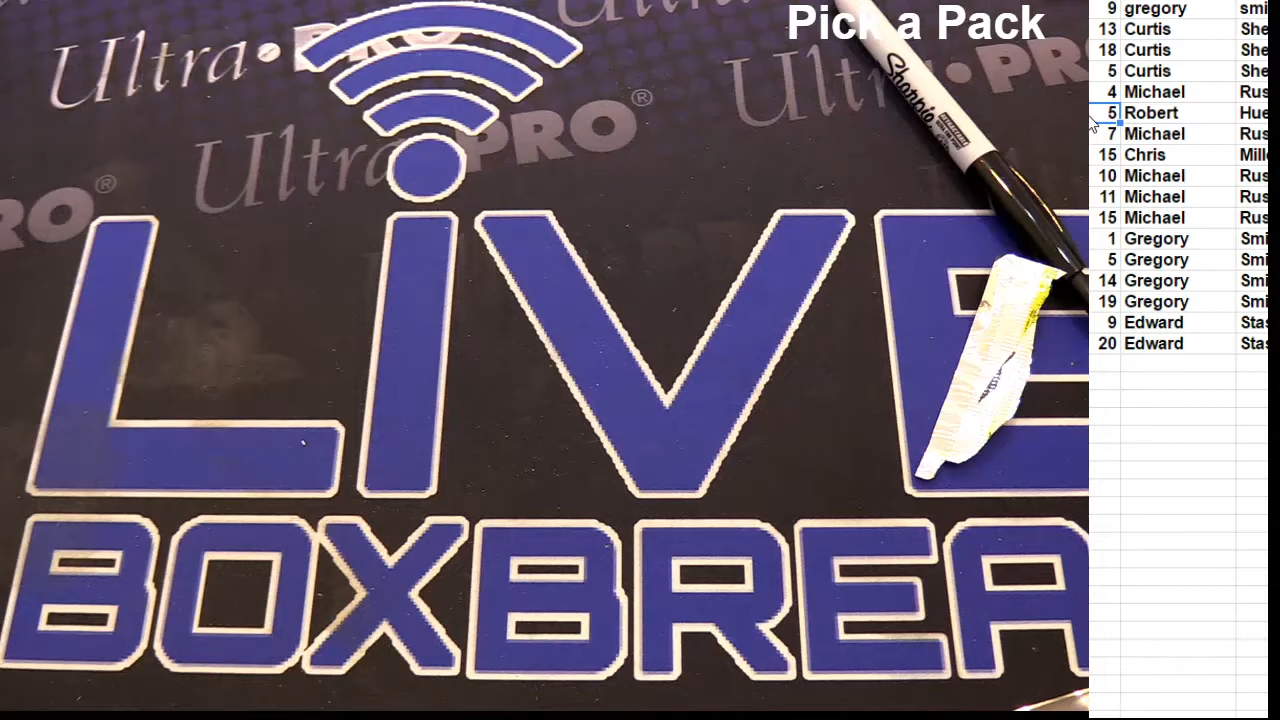 Pick a Pack
Ultra•PRO
Ultra•PRO
Ultra•PRO®
RO®
Sharpie
LiVE
BOXBREA
9 gregory smi
13 Curtis She
18 Curtis She
5 Curtis She
4 Michael Rus
5 Robert Hue
7 Michael Rus
15 Chris Mill
10 Michael Rus
11 Michael Rus
15 Michael Rus
1 Gregory Smi
5 Gregory Smi
14 Gregory Smi
19 Gregory Smi
9 Edward Stas
20 Edward Stas